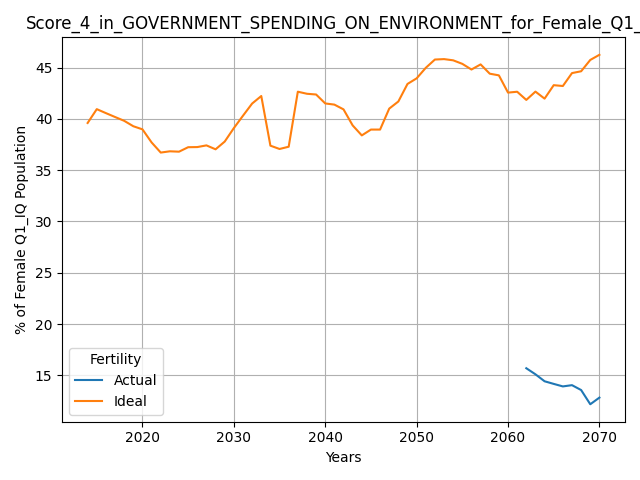 Score_4_in_GOVERNMENT_SPENDING_ON_ENVIRONMENT_for_Female_Q1_
% of Female Q1_IQ Population
45
40
35
30
25
20
15
Fertility
Actual
Ideal
2020 2030 2040 2050 2060 2070
Years